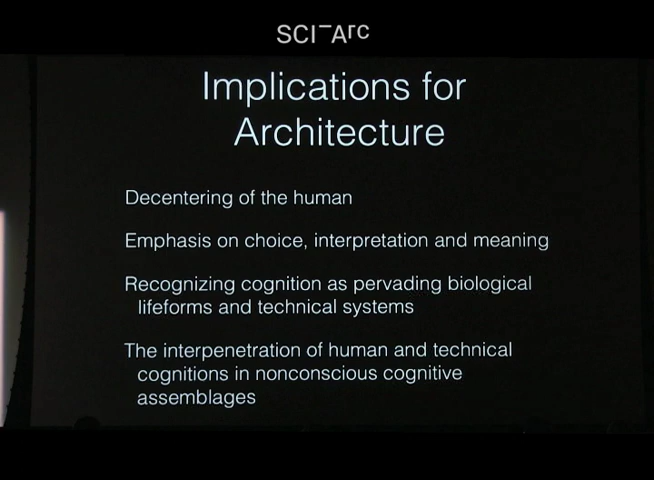 SCI-Arc
Implications for
Architecture
Decentering of the human
Emphasis on choice, interpretation and meaning
Recognizing cognition as pervading biological
lifeforms and technical systems
The interpenetration of human and technical
cognitions in nonconscious cognitive
assemblages